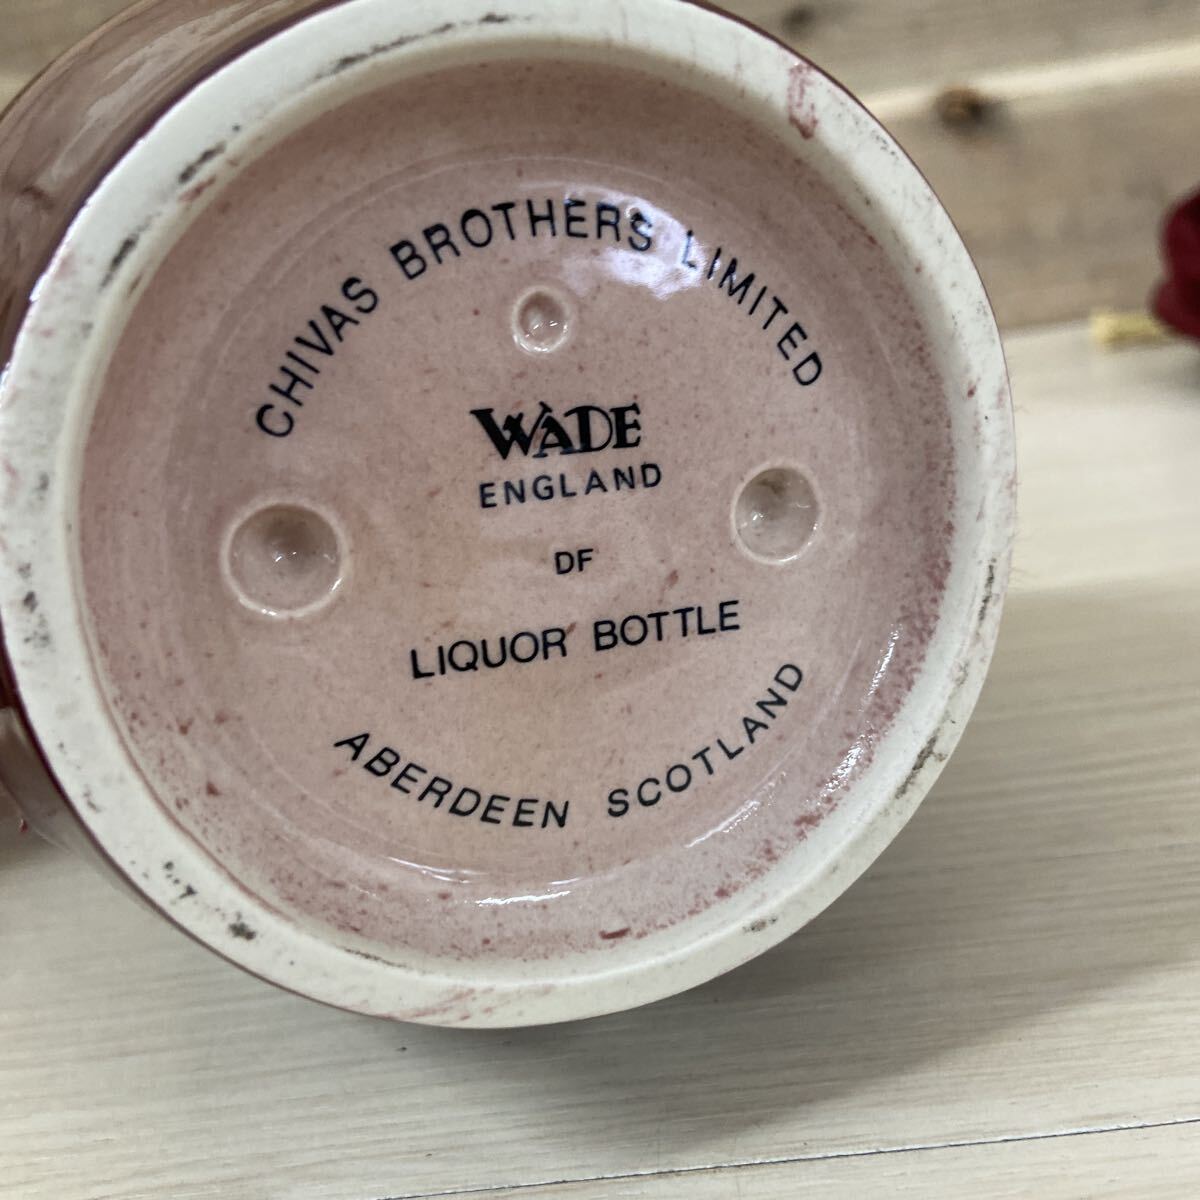 CHIVAS BROTHERS LIMITED
WADE
ENGLAND
DF
LIQUOR BOTTLE
ABERDEEN SCOTLAND